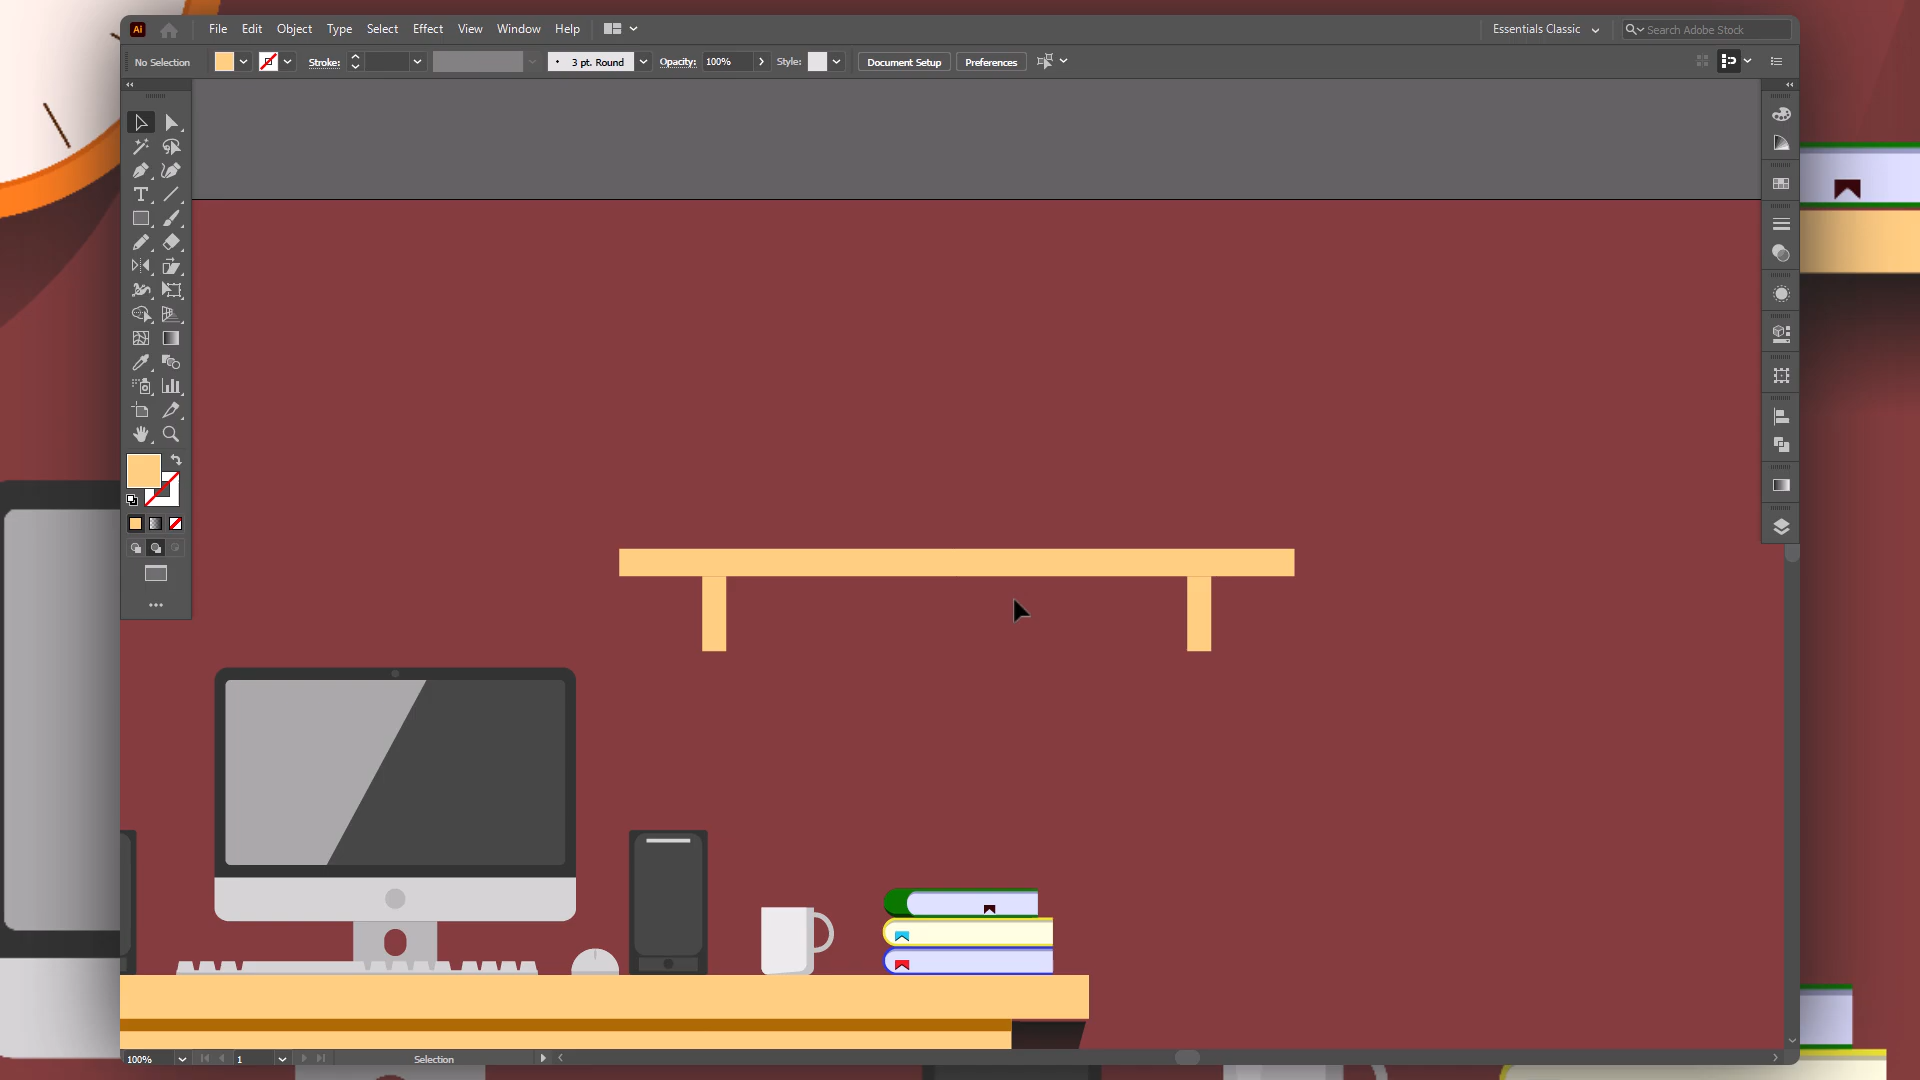 Ai File Edit Object Type Select Effect View Window Help Essentials Classic Search Adobe Stock
No Selection Stroke: 3 pt. Round Opacity: 100% Style: Document Setup Preferences
100% 1 Selection